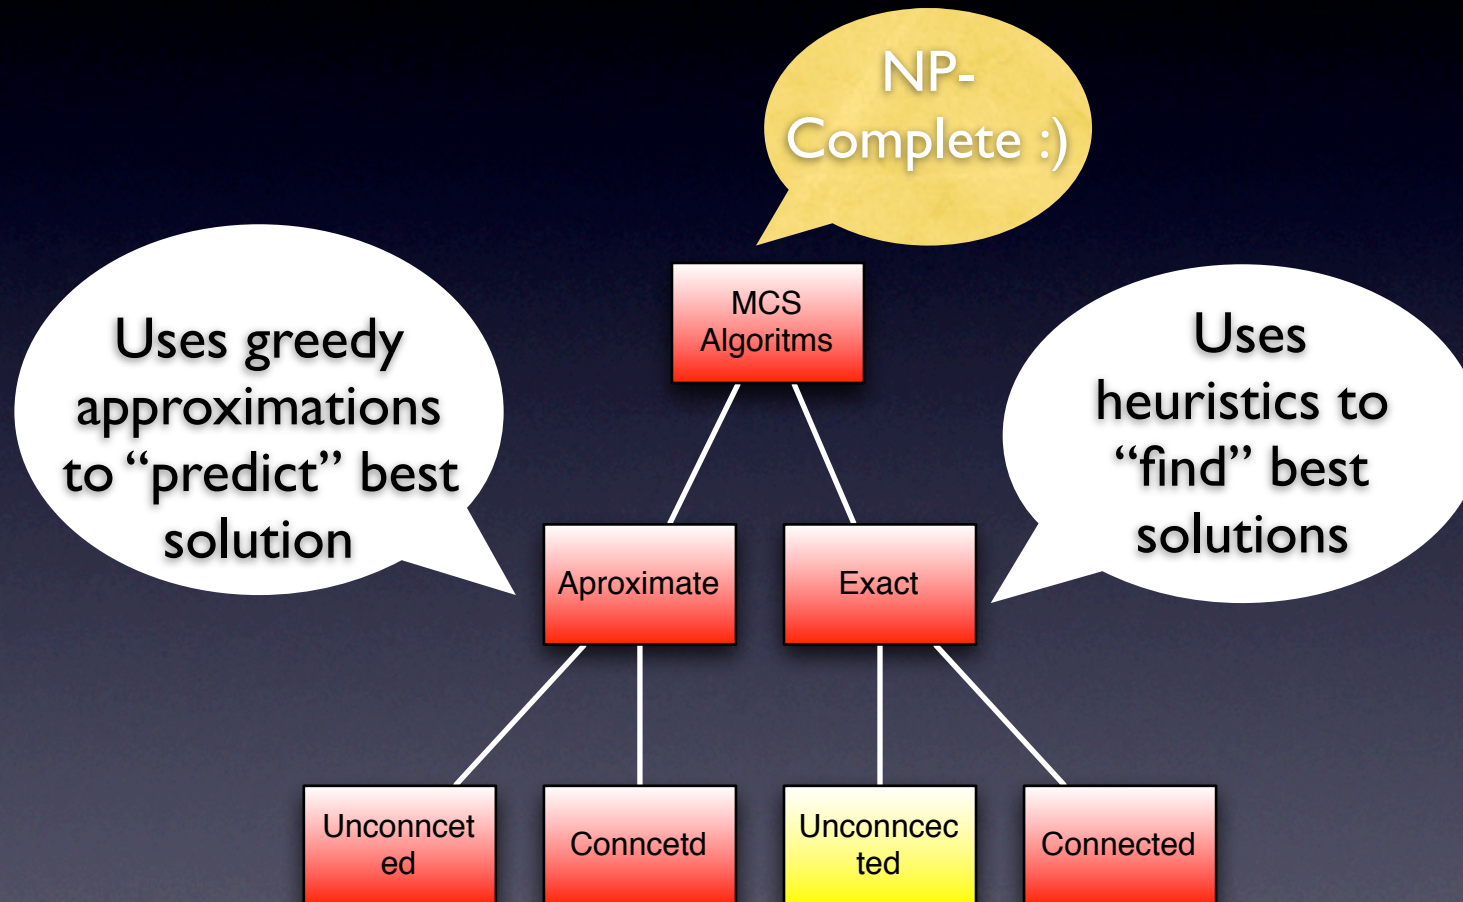 NP-
Complete :)
MCS
Algoritms
Uses greedy
approximations
to “predict” best
solution
Uses
heuristics to
“find” best
solutions
Aproximate
Exact
Unconncet
ed
Conncetd
Unconncec
ted
Connected